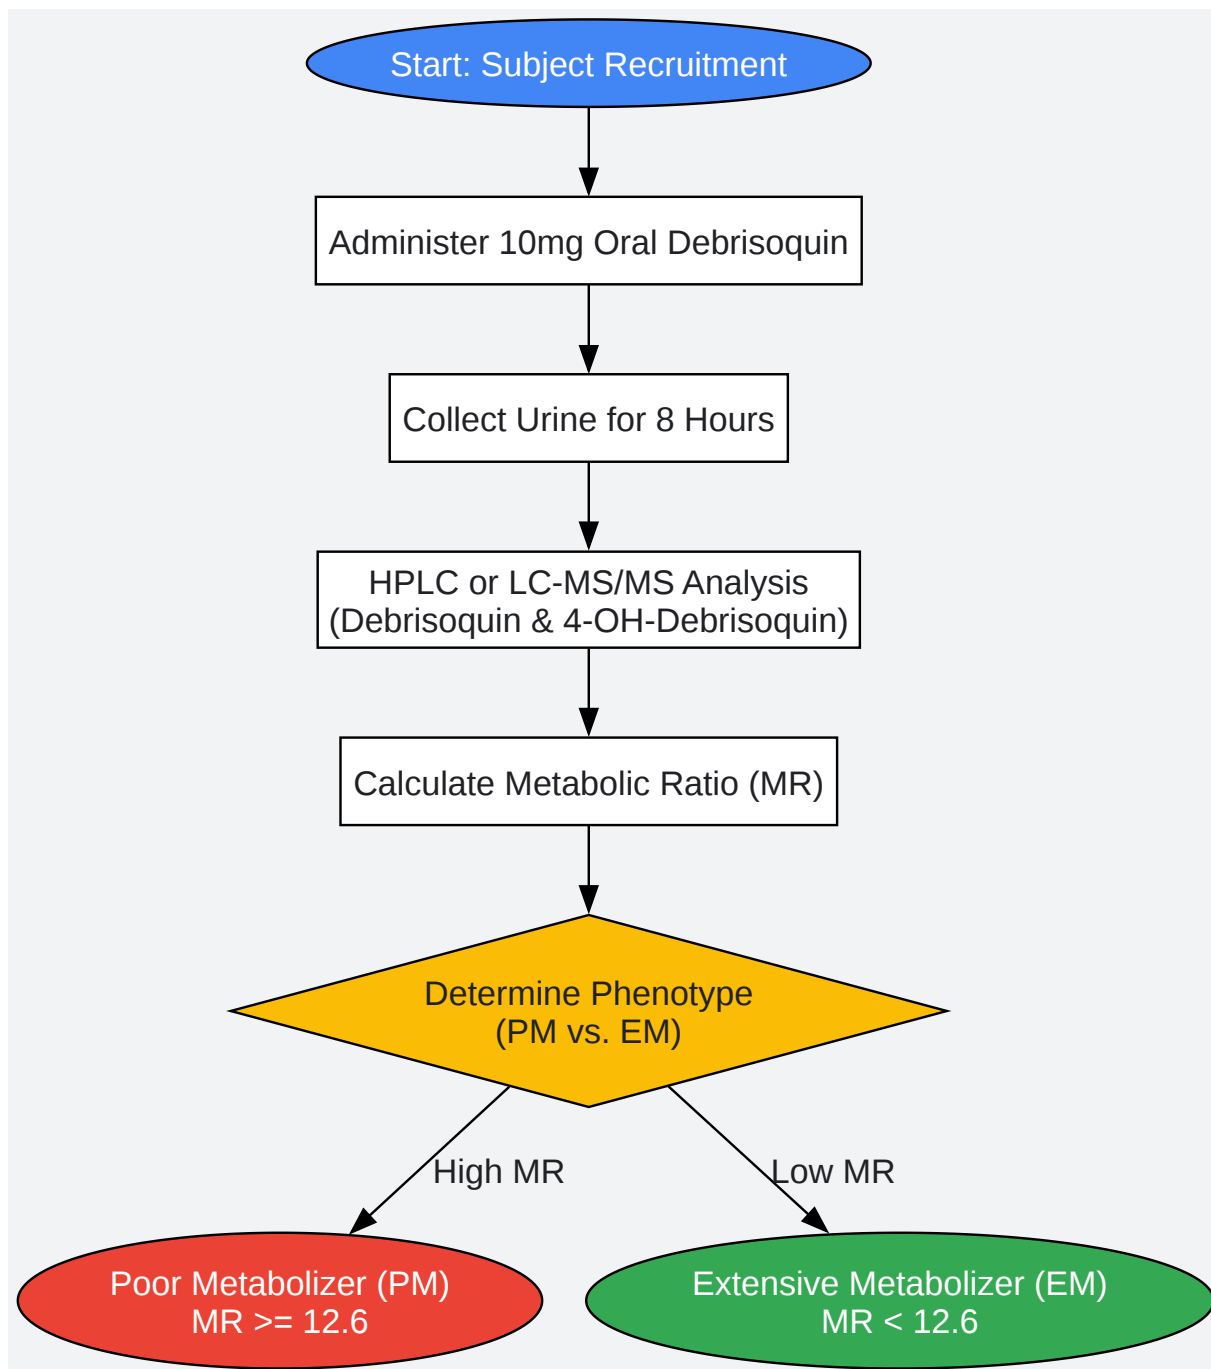 Start: Subject Recruitment
Administer 10mg Oral Debrisoquin
Collect Urine for 8 Hours
HPLC or LC-MS/MS Analysis
(Debrisoquin & 4-OH-Debrisoquin)
Calculate Metabolic Ratio (MR)
Determine Phenotype
(PM vs. EM)
High MR
Low MR
Poor Metabolizer (PM)
MR >= 12.6
Extensive Metabolizer (EM)
MR < 12.6